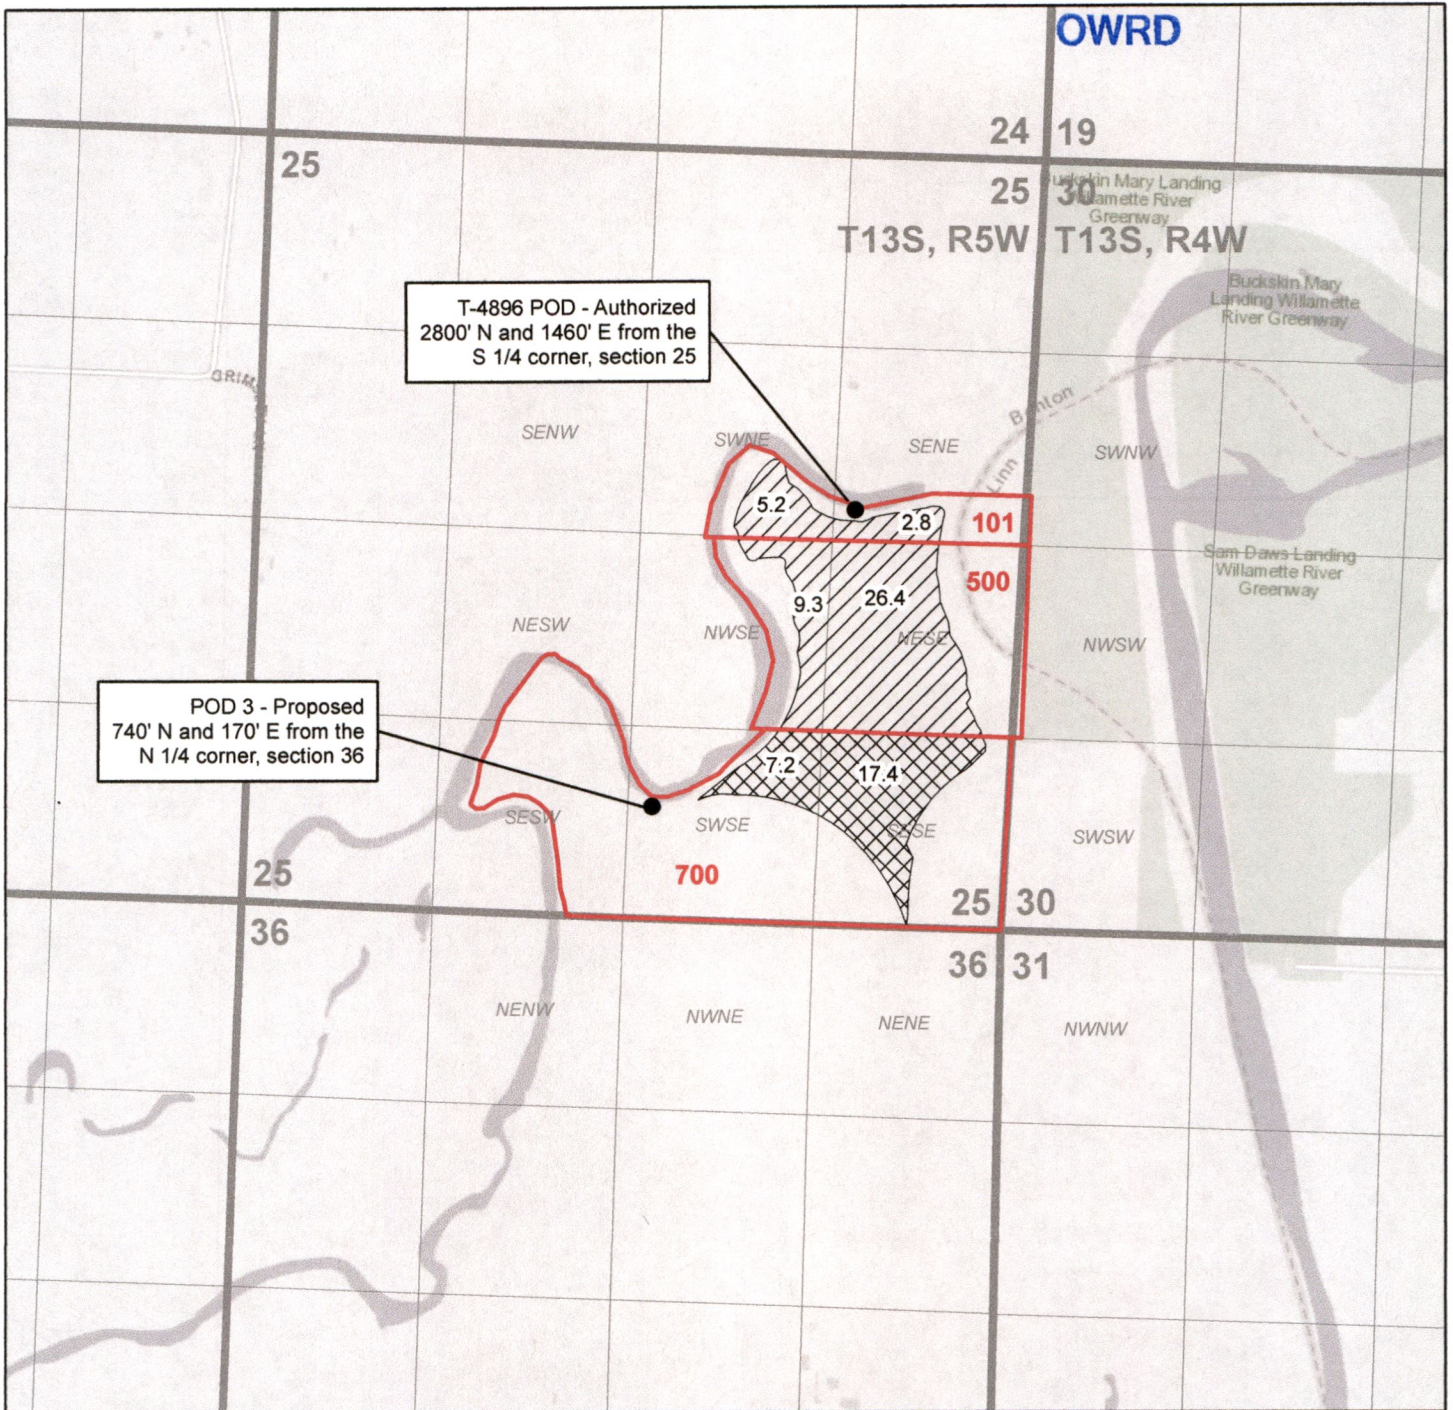 OWRD
24 19
25
25 30
Buckskin Mary Landing
Willamette River
Greenway
T13S, R5W T13S, R4W
Buckskin Mary
Landing Willamette
River Greenway
T-4896 POD - Authorized
2800' N and 1460' E from the
S 1/4 corner, section 25
Benton
Linn
SENW
SWNE
SENE
SWNW
5.2
2.8
101
500
Sam Daws Landing
Willamette River
Greenway
9.3
26.4
NESW
NWSE
NESE
NWSW
POD 3 - Proposed
740' N and 170' E from the
N 1/4 corner, section 36
7.2
17.4
SESW
SWSE
SESE
SWSW
700
25
25 30
36
36 31
NENW
NWNE
NENE
NWNW